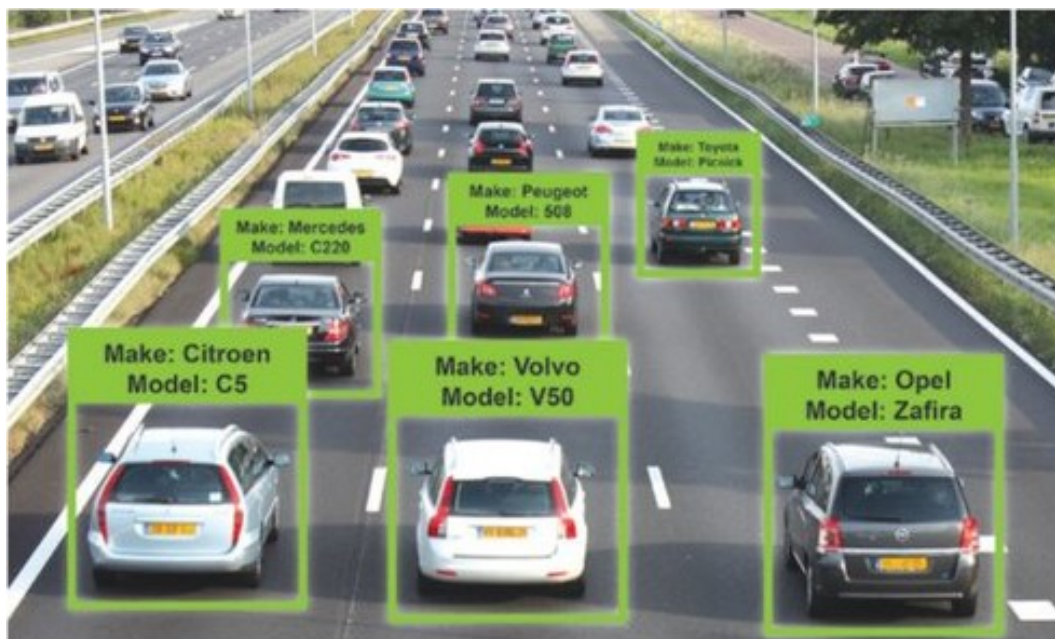 Make: Toyota
Model: Picnick
Make: Peugeot
Model: 508
Make: Mercedes
Model: C220
Make: Citroen
Model: C5
Make: Volvo
Model: V50
Make: Opel
Model: Zafira